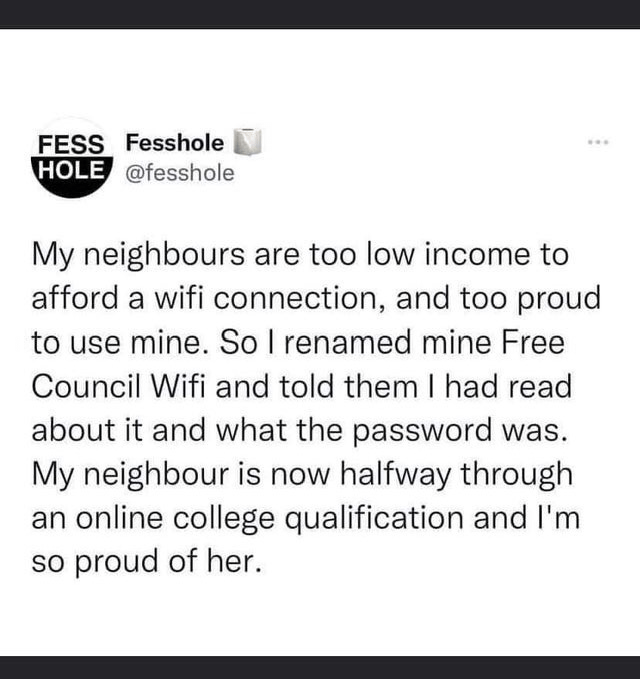 FESS
HOLE
Fesshole
@fesshole
My neighbours are too low income to
afford a wifi connection, and too proud
to use mine. So I renamed mine Free
Council Wifi and told them I had read
about it and what the password was.
My neighbour is now halfway through
an online college qualification and I'm
so proud of her.